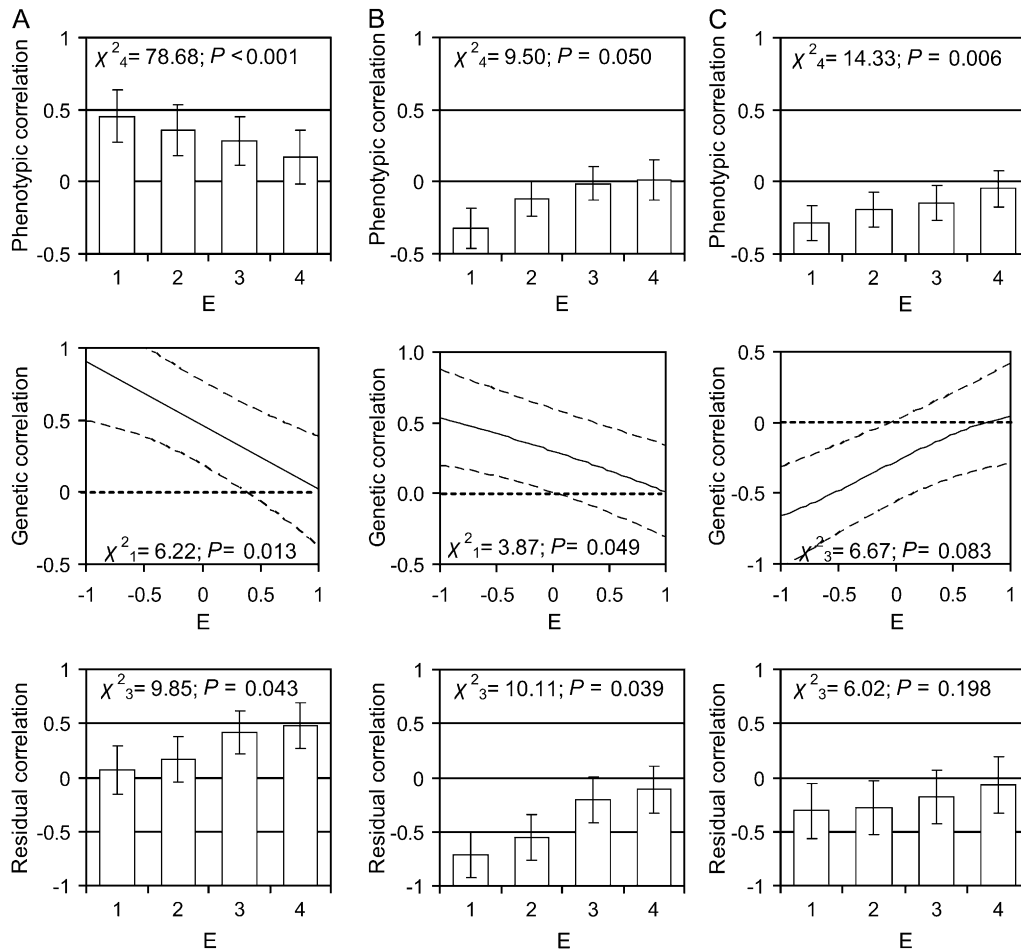 A
B
C
Phenotypic correlation
1
0.5
0
-0.5
χ²₄= 78.68; P <0.001
1 2 3 4
E
Phenotypic correlation
1
0.5
0
-0.5
χ²₄= 9.50; P = 0.050
1 2 3 4
E
Phenotypic correlation
1
0.5
0
-0.5
χ²₄= 14.33; P = 0.006
1 2 3 4
E
Genetic correlation
1
0.5
0
-0.5
χ²₁= 6.22; P= 0.013
-1 -0.5 0 0.5 1
E
Genetic correlation
1.0
0.5
0.0
-0.5
χ²₁= 3.87; P= 0.049
-1 -0.5 0 0.5 1
E
Genetic correlation
0.5
0
-0.5
-1
χ²₃= 6.67; P= 0.083
-1 -0.5 0 0.5 1
E
Residual correlation
1
0.5
0
-0.5
-1
χ²₃= 9.85; P = 0.043
1 2 3 4
E
Residual correlation
1
0.5
0
-0.5
-1
χ²₃= 10.11; P = 0.039
1 2 3 4
E
Residual correlation
1
0.5
0
-0.5
-1
χ²₃= 6.02; P = 0.198
1 2 3 4
E